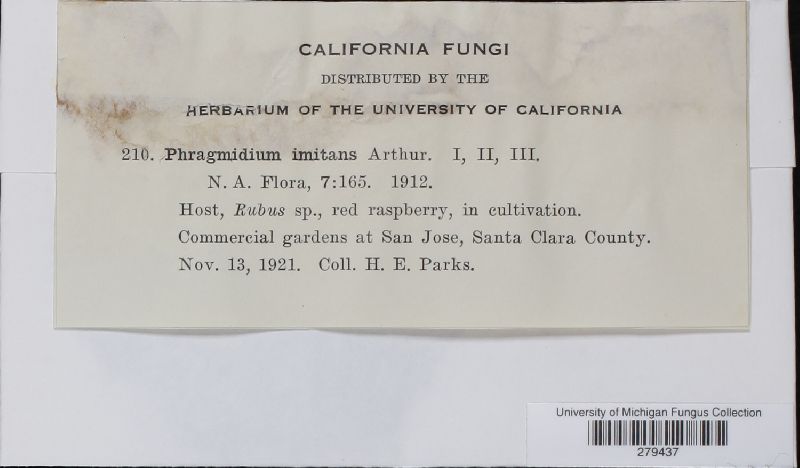 CALIFORNIA FUNGI
DISTRIBUTED BY THE
HERBARIUM OF THE UNIVERSITY OF CALIFORNIA
210. Phragmidium imitans Arthur. I, II, III.
N. A. Flora, 7:165. 1912.
Host, Rubus sp., red raspberry, in cultivation.
Commercial gardens at San Jose, Santa Clara County.
Nov. 13, 1921. Coll. H. E. Parks.
University of Michigan Fungus Collection
279437